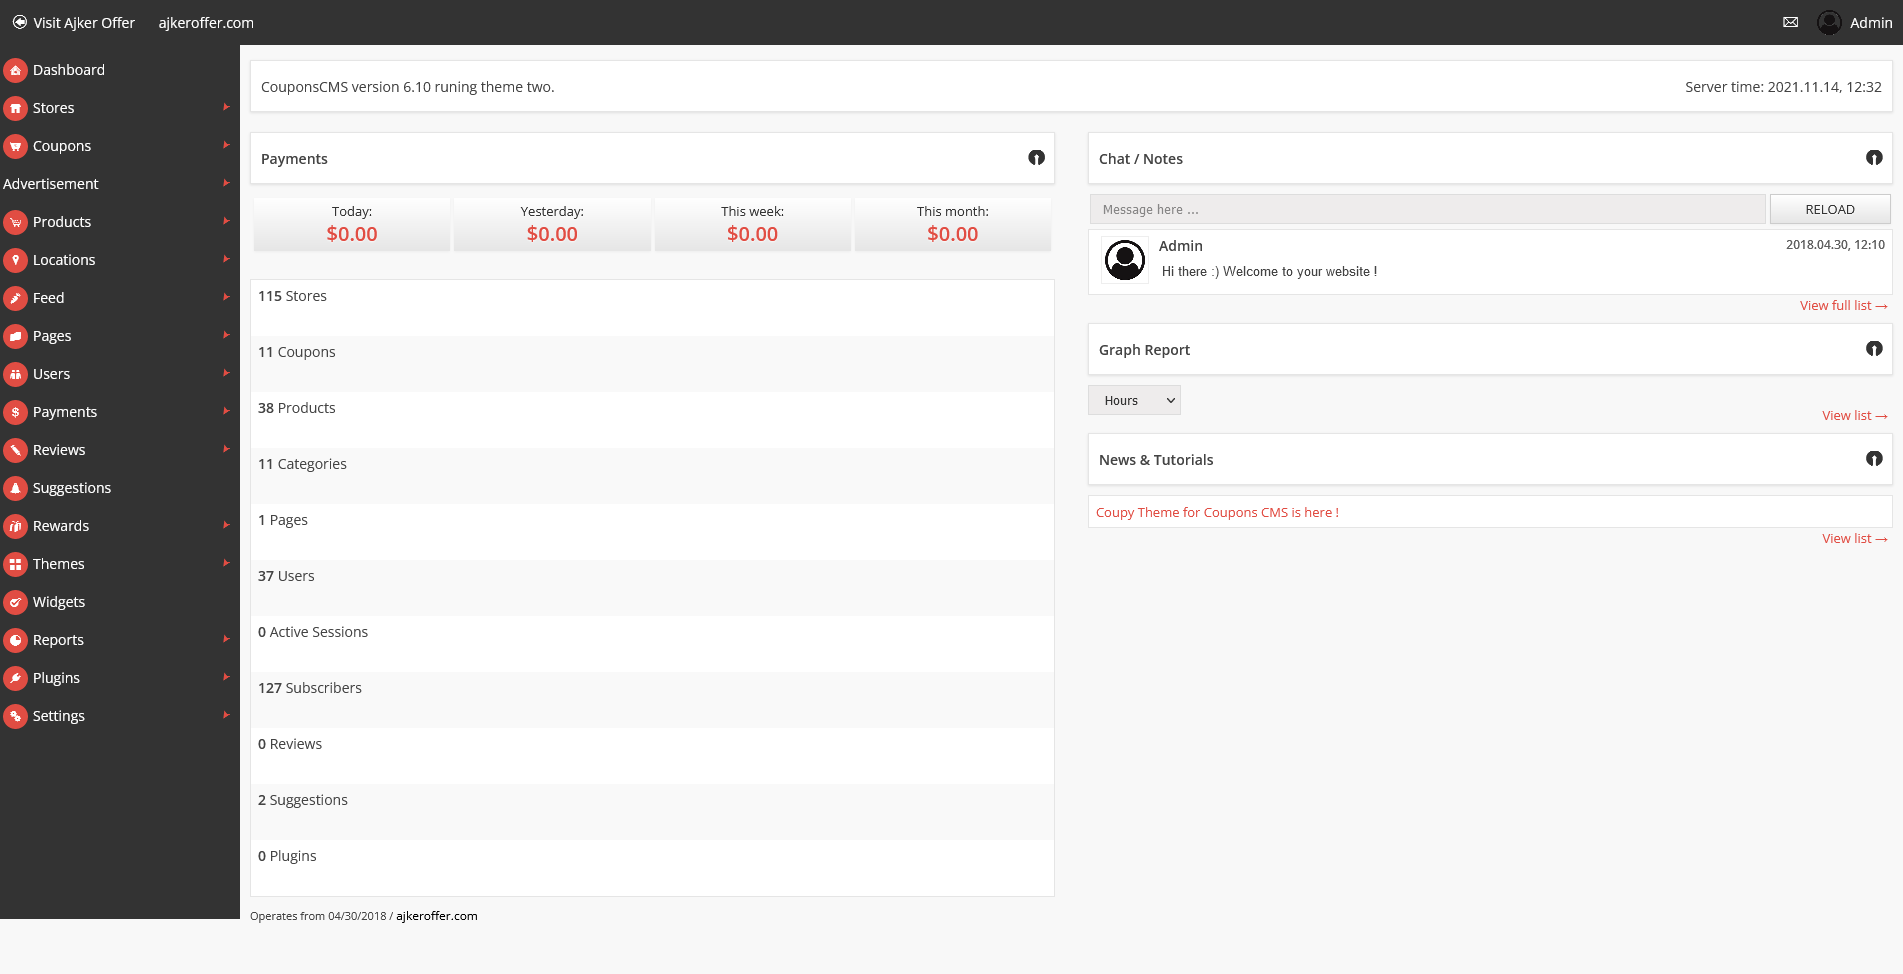 Visit Ajker Offer ajkeroffer.com Admin
Dashboard
Stores
Coupons
Advertisement
Products
Locations
Feed
Pages
Users
Payments
Reviews
Suggestions
Rewards
Themes
Widgets
Reports
Plugins
Settings
CouponsCMS version 6.10 runing theme two. Server time: 2021.11.14, 12:32
Payments
Today: Yesterday: This week: This month:
$0.00 $0.00 $0.00 $0.00
115 Stores
11 Coupons
38 Products
11 Categories
1 Pages
37 Users
0 Active Sessions
127 Subscribers
0 Reviews
2 Suggestions
0 Plugins
Operates from 04/30/2018 / ajkeroffer.com
Chat / Notes
Message here ... RELOAD
Admin 2018.04.30, 12:10
Hi there :) Welcome to your website !
View full list →
Graph Report
Hours
View list →
News & Tutorials
Coupy Theme for Coupons CMS is here !
View list →